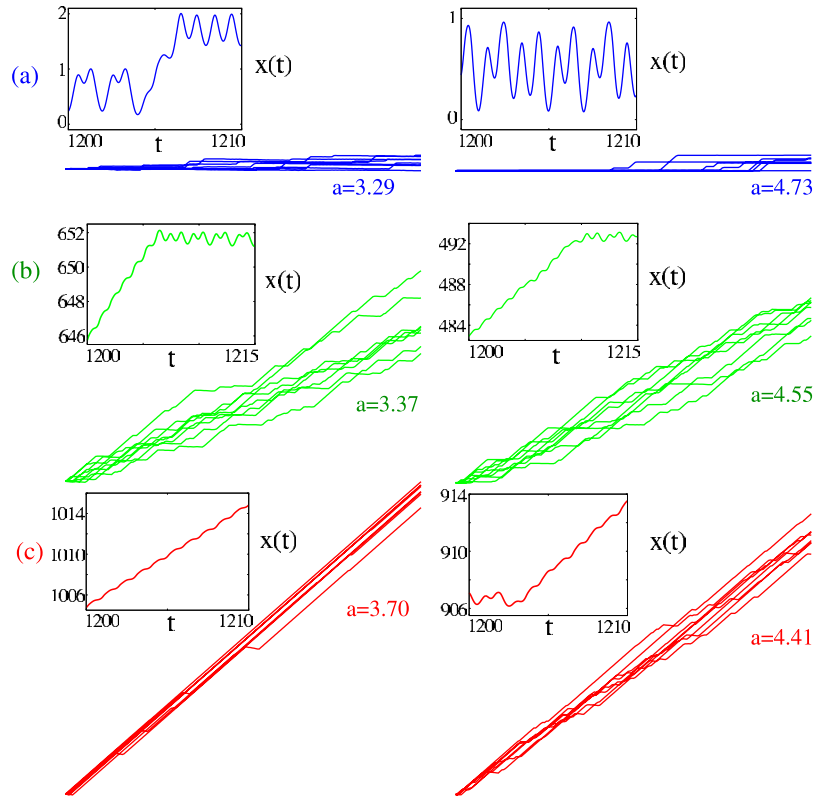 2 1
x(t) x(t)
(a) 1
0 0
1200 t 1210 1200 t 1210
a=3.29 a=4.73
652 492
(b) 650 x(t) 488 x(t)
648
646 484
1200 t 1215 1200 t 1215
a=3.37 a=4.55
(c) 1014 x(t) 914 x(t)
1010 910
1006 906
1200 t 1210 1200 t 1210
a=3.70 a=4.41